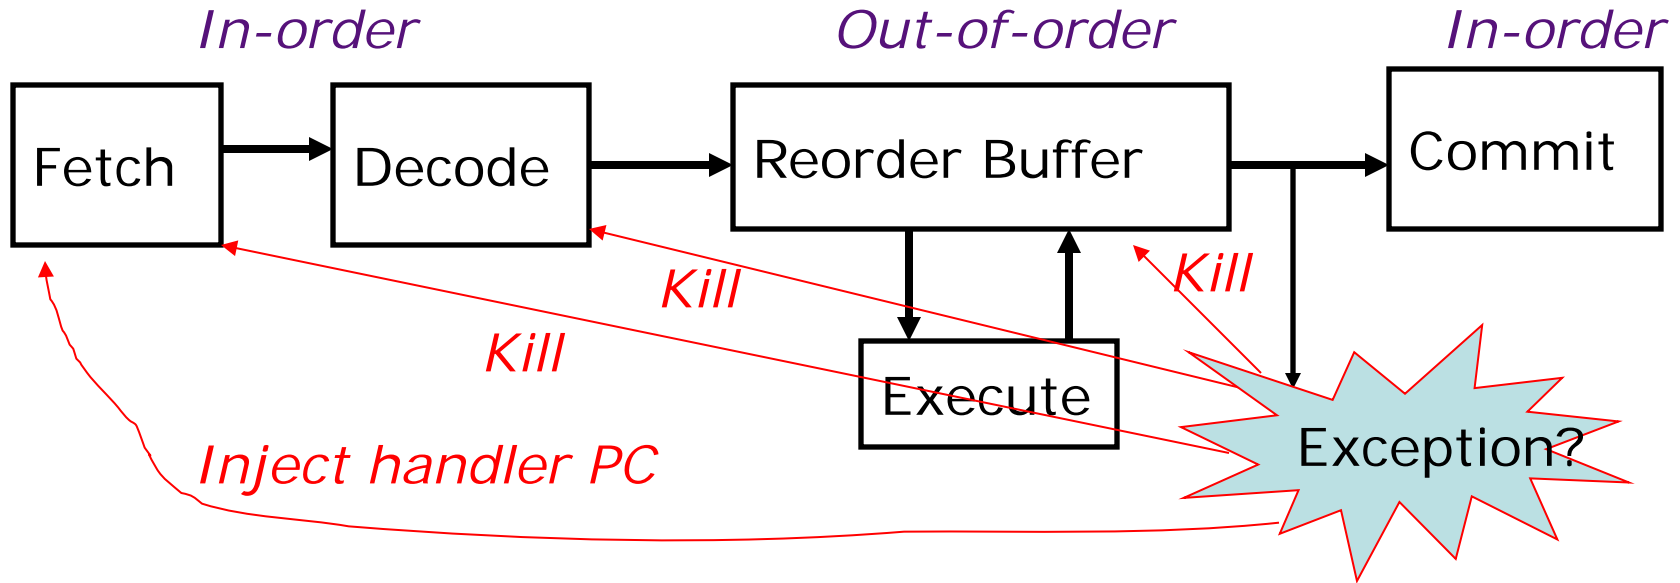 In-order
Out-of-order
In-order
Fetch
Decode
Reorder Buffer
Commit
Kill
Kill
Kill
Execute
Inject handler PC
Exception?